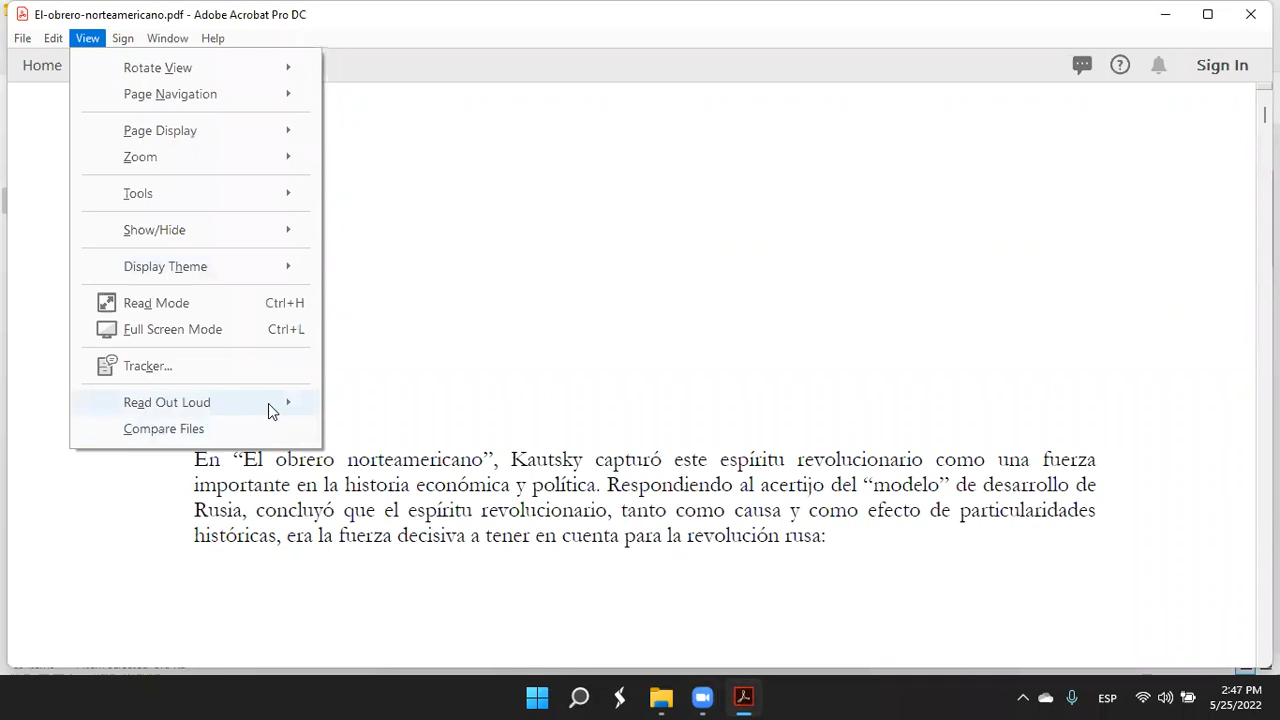 El-obrero-norteamericano.pdf - Adobe Acrobat Pro DC
File Edit View Sign Window Help
Home
Sign In
Rotate View
Page Navigation
Page Display
Zoom
Tools
Show/Hide
Display Theme
Read Mode Ctrl+H
Full Screen Mode Ctrl+L
Tracker...
Read Out Loud
Compare Files
En “El obrero norteamericano”, Kautsky capturó este espíritu revolucionario como una fuerza
importante en la historia económica y política. Respondiendo al acertijo del “modelo” de desarrollo de
Rusia, concluyó que el espíritu revolucionario, tanto como causa y como efecto de particularidades
históricas, era la fuerza decisiva a tener en cuenta para la revolución rusa:
ESP
2:47 PM
5/25/2022